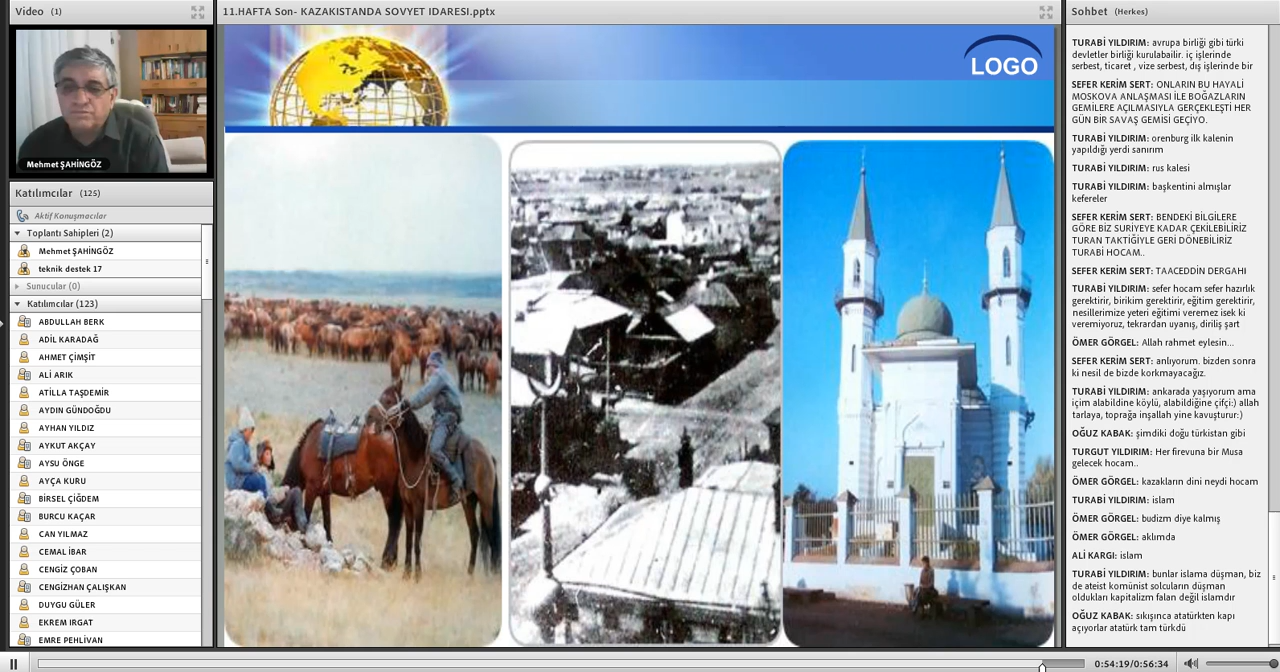 Video (1)
Mehmet ŞAHİNGÖZ
Katılımcılar (125)
Aktif Konuşmacılar
Toplantı Sahipleri (2)
Mehmet ŞAHİNGÖZ
teknik destek 17
Sunucular (0)
Katılımcılar (123)
ABDULLAH BERK
ADİL KARADAĞ
AHMET ÇİMŞİT
ALİ ARIK
ATİLLA TAŞDEMİR
AYDIN GÜNDOĞDU
AYHAN YILDIZ
AYKUT AKÇAY
AYSU ÖNGE
AYÇA KURU
BİRSEL ÇİĞDEM
BURCU KAÇAR
CAN YILMAZ
CEMAL İBAR
CENGİZ ÇOBAN
CENGİZHAN ÇALIŞKAN
DUYGU GÜLER
EKREM IRGAT
EMRE PEHLİVAN
11.HAFTA Son- KAZAKISTANDA SOVYET IDARESI.pptx
LOGO
Sohbet (Herkes)
TURABİ YILDIRIM: avrupa birliği gibi türki
devletler birliği kurulabailir. iç işlerinde
serbest, ticaret , vize serbest, dış işlerinde bir
SEFER KERİM SERT: ONLARIN BU HAYALİ
MOSKOVA ANLAŞMASI İLE BOĞAZLARIN
GEMİLERE AÇILMASIYLA GERÇEKLEŞTİ HER
GÜN BİR SAVAŞ GEMİSİ GEÇİYO.
TURABİ YILDIRIM: orenburg ilk kalenin
yapıldığı yerdi sanırım
TURABİ YILDIRIM: rus kalesi
TURABİ YILDIRIM: başkentini almışlar
kefereler
SEFER KERİM SERT: BENDEKİ BİLGİLERE
GÖRE BİZ SURİYEYE KADAR ÇEKİLEBİLİRİZ
TURAN TAKTİĞİYLE GERİ DÖNEBİLİRİZ
TURABİ HOCAM..
SEFER KERİM SERT: TAACEDDİN DERGAHI
TURABİ YILDIRIM: sefer hocam sefer hazırlık
gerektirir, birikim gerektirir, eğitim gerektirir,
nesillerimize yeteri eğitimi veremez isek ki
veremiyoruz, tekrardan uyanış, diriliş şart
ÖMER GÖRGEL: Allah rahmet eylesin...
SEFER KERİM SERT: anlıyorum. bizden sonra
ki nesil de bizde korkmayacağız.
TURABİ YILDIRIM: ankarada yaşıyorum ama
içim alabildine köylü, alabildiğine çifçi:) allah
tarlaya, toprağa inşallah yine kavuşturur:)
OĞUZ KABAK: şimdiki doğu türkistan gibi
TURGUT YILDIRIM: Her firevuna bir Musa
gelecek hocam..
ÖMER GÖRGEL: kazakların dini neydi hocam
TURABİ YILDIRIM: islam
ÖMER GÖRGEL: budizm diye kalmış
ÖMER GÖRGEL: aklımda
ALİ KARGI: islam
TURABİ YILDIRIM: bunlar islama düşman, biz
de ateist komünist solcuların düşman
oldukları kapitalizm falan değil islamdır
OĞUZ KABAK: sıkışınca atatürkten kapı
açıyorlar atatürk tam türkdü
0:54:19/0:56:34